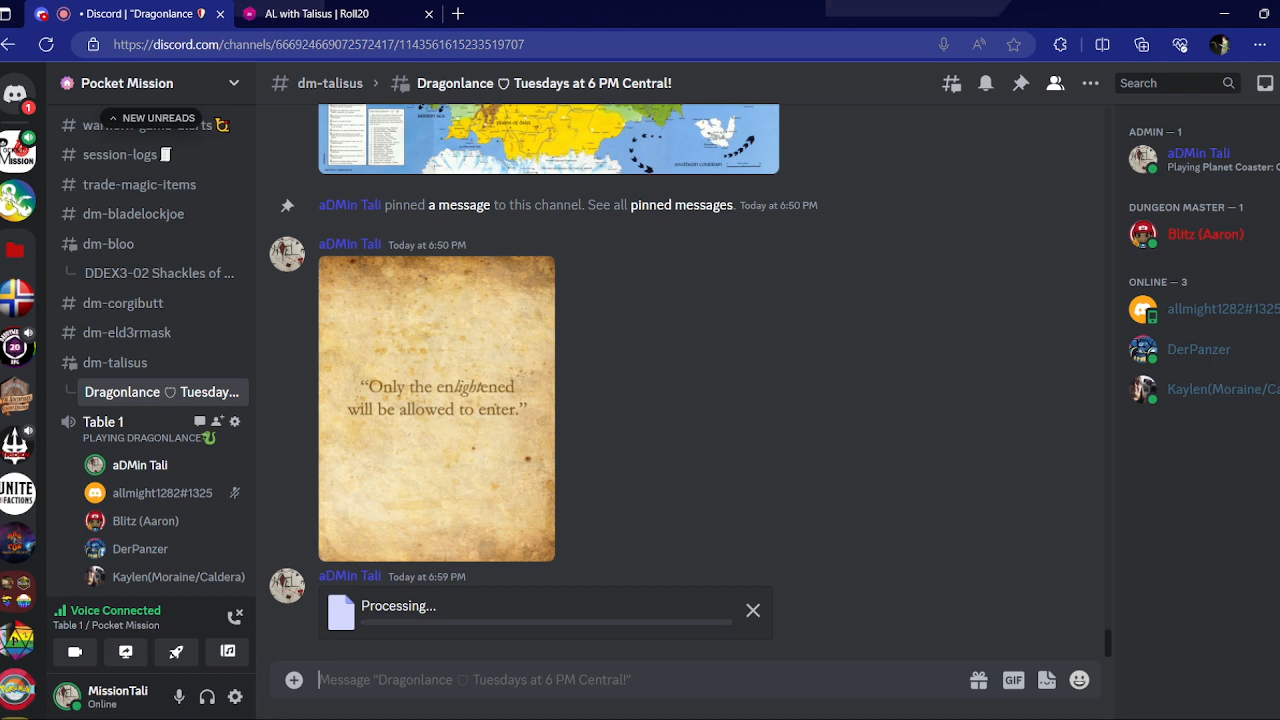 Discord | "Dragonlance
AL with Talisus | Roll20
https://discord.com/channels/666924669072572417/1143561615233519707
Pocket Mission
dm-talisus
Dragonlance 🛡 Tuesdays at 6 PM Central!
Search
NEW UNREADS
session-logs
trade-magic-items
dm-bladelockjoe
dm-bloo
DDEX3-02 Shackles of ...
dm-corgibutt
dm-eld3rmask
dm-talisus
Dragonlance 🛡 Tuesday...
Table 1
PLAYING DRAGONLANCE
aDMin Tali
allmight1282#1325
Blitz (Aaron)
DerPanzer
Kaylen(Moraine/Caldera)
Voice Connected
Table 1 / Pocket Mission
MissionTali
Online
aDMin Tali pinned a message to this channel. See all pinned messages. Today at 6:50 PM
aDMin Tali Today at 6:50 PM
“Only the enlightened
will be allowed to enter.”
aDMin Tali Today at 6:59 PM
Processing...
Message "Dragonlance 🛡 Tuesdays at 6 PM Central!"
GIF
ADMIN — 1
aDMin Tali
Playing Planet Coaster: C
DUNGEON MASTER — 1
Blitz (Aaron)
ONLINE — 3
allmight1282#1325
DerPanzer
Kaylen(Moraine/Ca